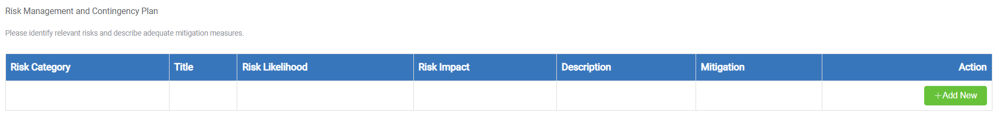 Risk Management and Contingency Plan
Please identify relevant risks and describe adequate mitigation measures.
Risk Category Title Risk Likelihood Risk Impact Description Mitigation Action
+Add New